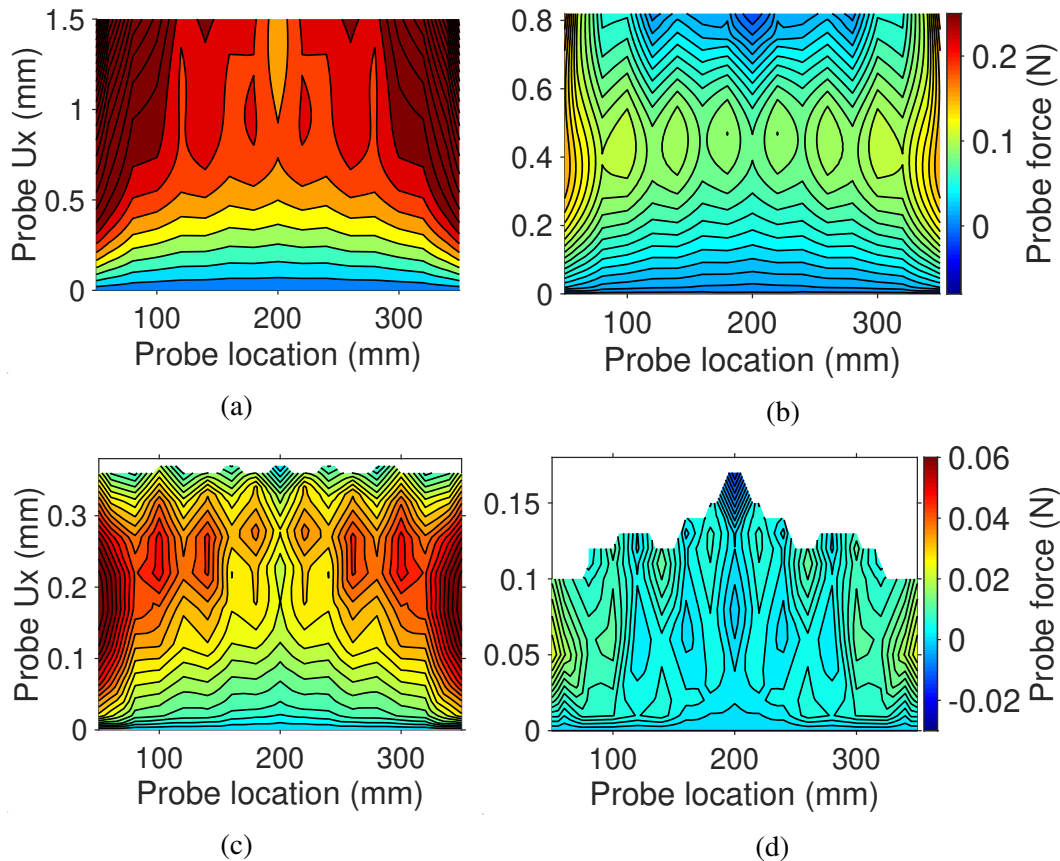 1.5
1
0.5
0
Probe Ux (mm)
100 200 300
Probe location (mm)
(a)
0.8
0.6
0.4
0.2
0
100 200 300
Probe location (mm)
0.2
0.1
0
Probe force (N)
(b)
0.3
0.2
0.1
0
Probe Ux (mm)
100 200 300
Probe location (mm)
(c)
0.15
0.1
0.05
0
100 200 300
Probe location (mm)
0.06
0.04
0.02
0
-0.02
Probe force (N)
(d)